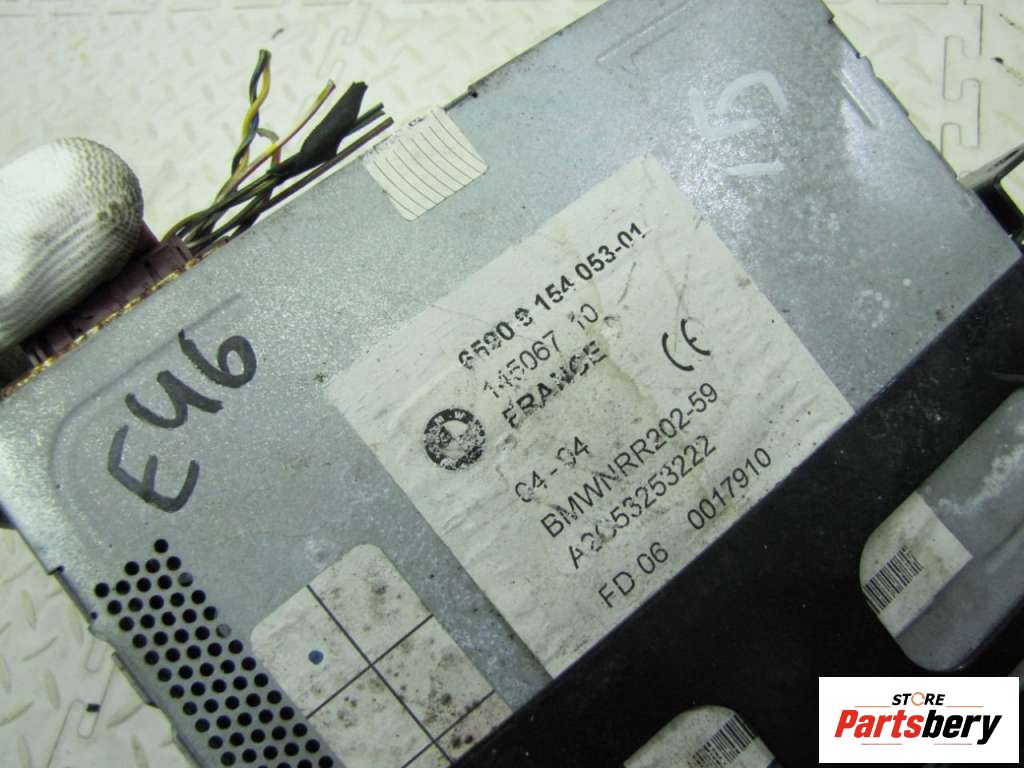 15
6590 9 154 053-01
145067 10
FRANCE
CE
04-04
BMWNRR202-59
A2C53253222
FD 06 0017910
E46
STORE
Partsbery